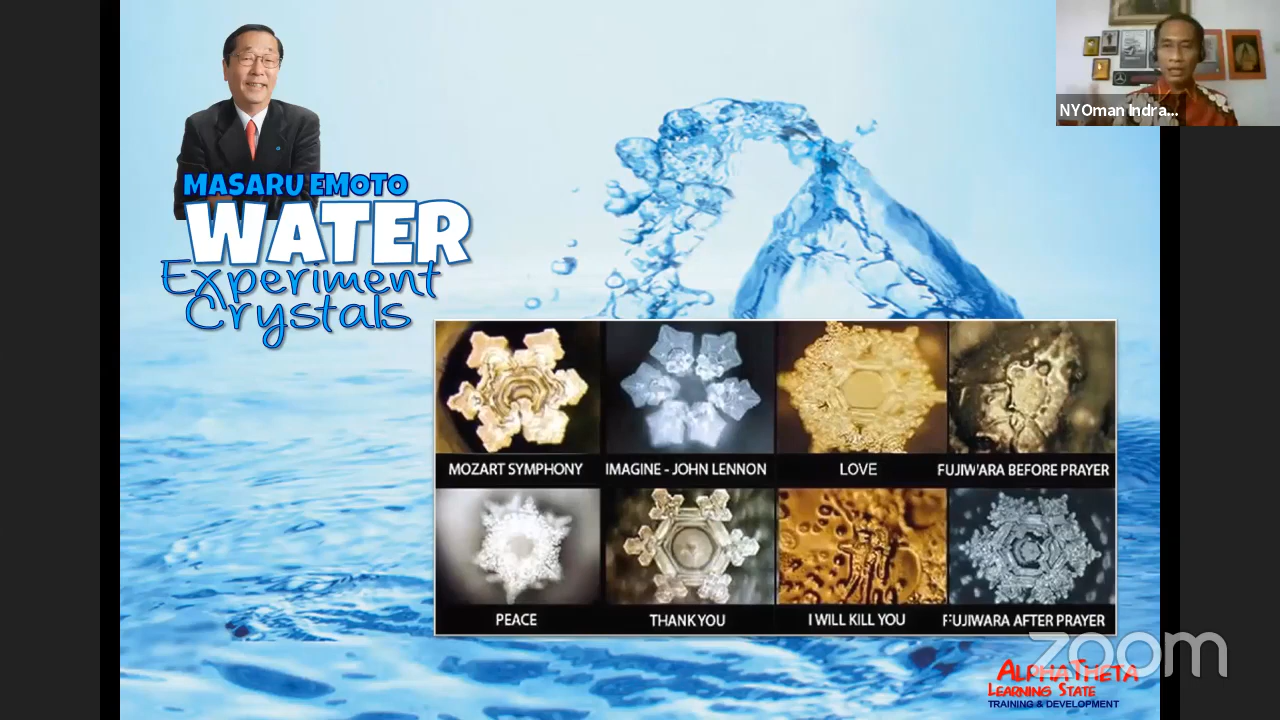 NYOman Indra...
MASARU EMOTO
WATER
Experiment
Crystals
MOZART SYMPHONY
IMAGINE - JOHN LENNON
LOVE
FUJIWARA BEFORE PRAYER
PEACE
THANK YOU
I WILL KILL YOU
FUJIWARA AFTER PRAYER
zoom
ALPHATHETA
LEARNING STATE
TRAINING & DEVELOPMENT